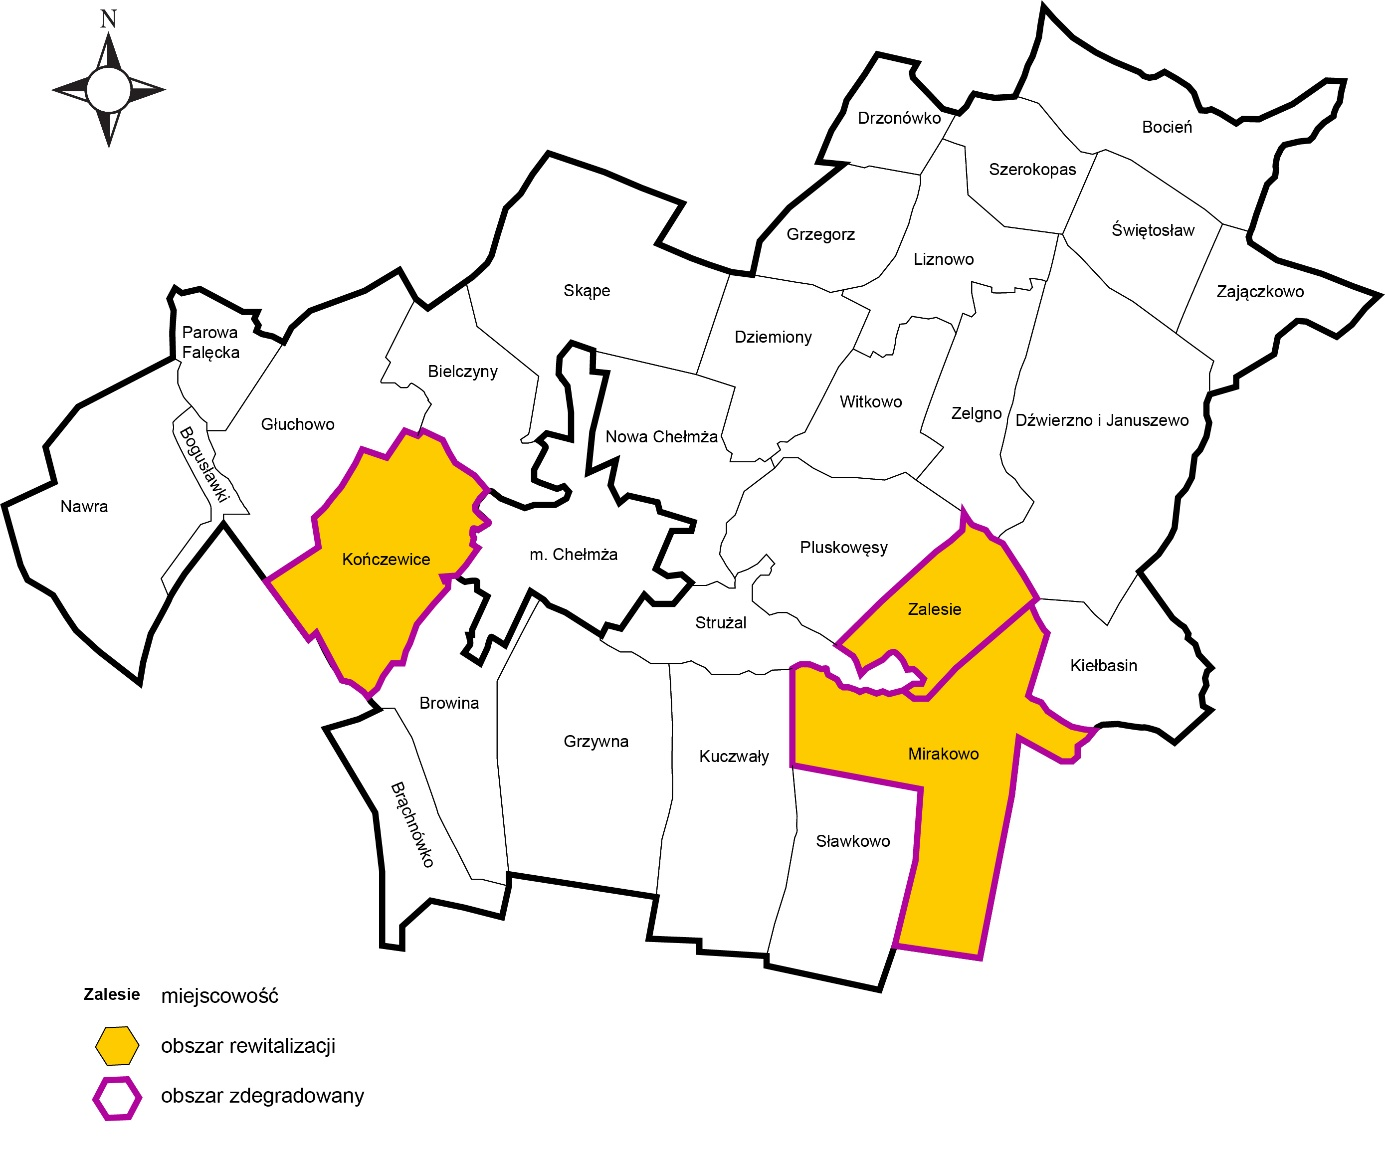 N
Drzonówko
Bocień
Szerokopas
Grzegorz
Świętosław
Liznowo
Skąpe
Zajączkowo
Parowa
Falęcka
Dziemiony
Bielczyny
Witkowo
Zelgno
Dźwierzno i Januszewo
Głuchowo
Nowa Chełmża
Bogusławki
Nawra
Pluskowęsy
m. Chełmża
Kończewice
Zalesie
Strużal
Kiełbasin
Browina
Grzywna
Kuczwały
Mirakowo
Brąchnówko
Sławkowo
Zalesie miejscowość
obszar rewitalizacji
obszar zdegradowany